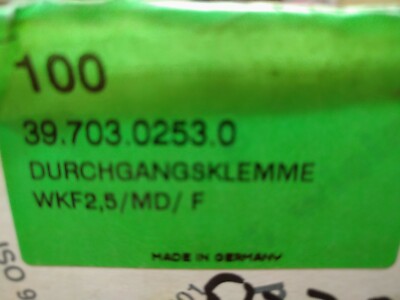 100
39.703.0253.0
DURCHGANGSKLEMME
WKF2,5/MD/ F
MADE IN GERMANY